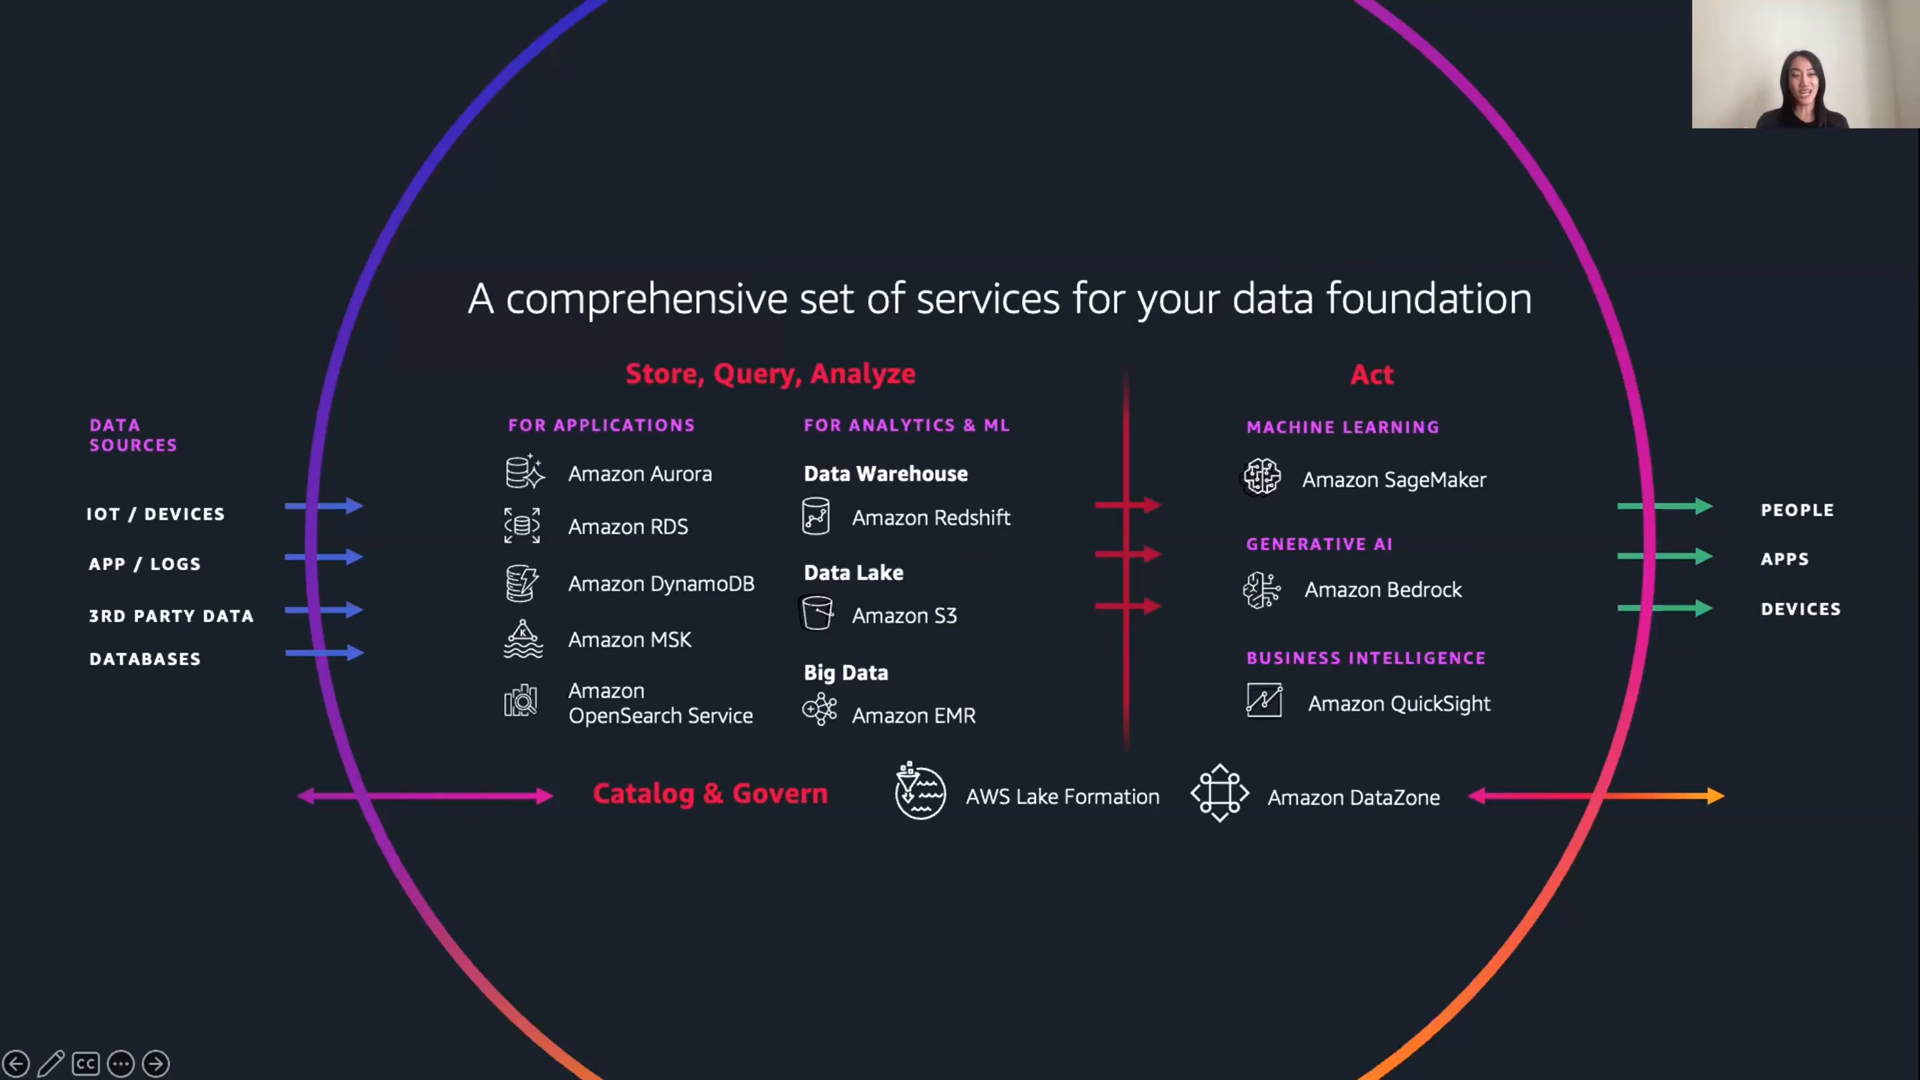 A comprehensive set of services for your data foundation
Store, Query, Analyze
Act
DATA
SOURCES
IOT / DEVICES
APP / LOGS
3RD PARTY DATA
DATABASES
FOR APPLICATIONS
Amazon Aurora
Amazon RDS
Amazon DynamoDB
Amazon MSK
Amazon
OpenSearch Service
FOR ANALYTICS & ML
Data Warehouse
Amazon Redshift
Data Lake
Amazon S3
Big Data
Amazon EMR
MACHINE LEARNING
Amazon SageMaker
GENERATIVE AI
Amazon Bedrock
BUSINESS INTELLIGENCE
Amazon QuickSight
PEOPLE
APPS
DEVICES
Catalog & Govern
AWS Lake Formation
Amazon DataZone
CC